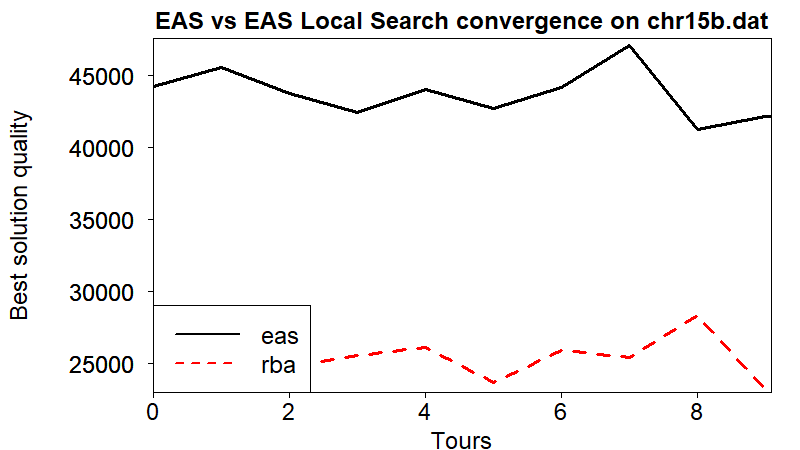 EAS vs EAS Local Search convergence on chr15b.dat
Best solution quality
45000
40000
35000
30000
25000
eas
rba
0 2 4 6 8
Tours